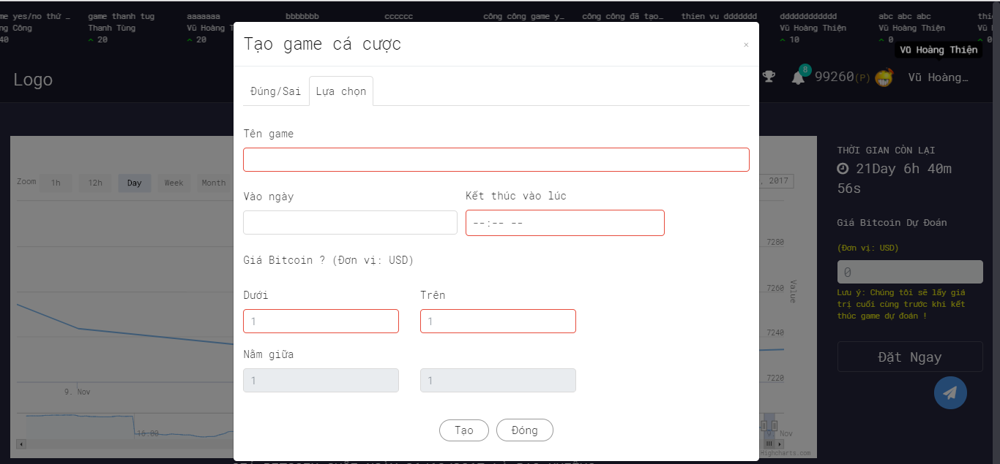 me yes/no thứ _ game thanh tug aaaaaaa bbbbbbb cccccc công công game y_ công công đã tạo_ thien vu ddddddd dddddddddddd abc abc abc thi
ng Công Thanh Tùng Vũ Hoàng T Vũ Hoàng Thiện Vũ Hoàng Thiện Vũ H
40 20 20 10 0 0
Vũ Hoàng Thiện
Logo
8
99260(P)
Vũ Hoàng…
Tạo game cá cược
×
Đúng/Sai
Lựa chọn
Tên game
Vào ngày
Kết thúc vào lúc
--:-- --
Giá Bitcoin ? (Đơn vị: USD)
Dưới
Trên
1
1
Nằm giữa
1
1
Tạo
Đóng
Zoom 1h 12h Day Week Month
, 2017
7280
7260
7240
7220
Value
9. Nov
16:00
9. Nov
Highcharts.com
THỜI GIAN CÒN LẠI
21Day 6h 40m
56s
Giá Bitcoin Dự Đoán
(Đơn vị: USD)
0
Lưu ý: Chúng tôi sẽ lấy giá
trị cuối cùng trước khi kết
thúc game dự đoán !
Đặt Ngay